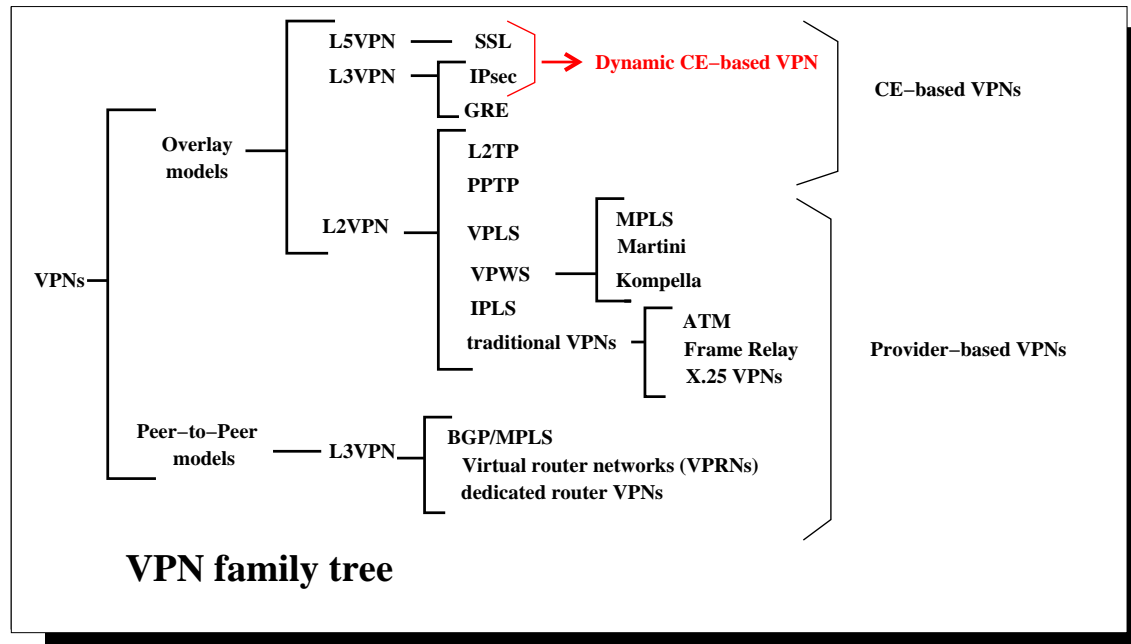 L5VPN
SSL
Dynamic CE-based VPN
L3VPN
IPsec
CE-based VPNs
GRE
Overlay
models
L2TP
PPTP
L2VPN
VPLS
MPLS
Martini
VPWS
Kompella
VPNs
IPLS
traditional VPNs
ATM
Frame Relay
X.25 VPNs
Provider-based VPNs
Peer-to-Peer
models
L3VPN
BGP/MPLS
Virtual router networks (VPRNs)
dedicated router VPNs
VPN family tree